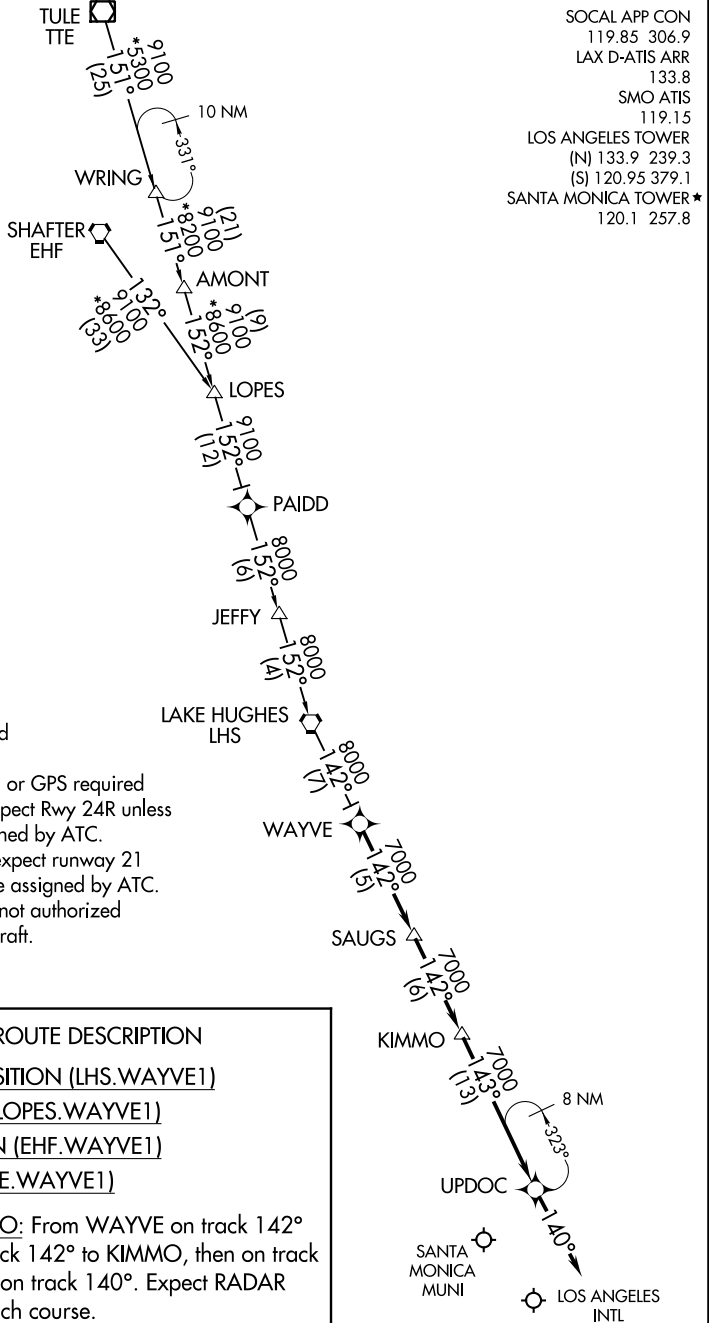 SOCAL APP CON
119.85 306.9
LAX D-ATIS ARR
133.8
SMO ATIS
119.15
LOS ANGELES TOWER
(N) 133.9 239.3
(S) 120.95 379.1
SANTA MONICA TOWER★
120.1 257.8
TULE
TTE
9100
*5300
151°
(25)
10 NM
331°
WRING
SHAFTER
EHF
(21)
9100
*8200
151°
AMONT
132°
9100
*8600
(33)
(9)
9100
*8600
152°
LOPES
9100
152°
(12)
PAIDD
8000
152°
(6)
JEFFY
8000
152°
(4)
LAKE HUGHES
LHS
8000
142°
(7)
WAYVE
7000
142°
(5)
SAUGS
7000
142°
(6)
KIMMO
7000
143°
(13)
8 NM
323°
UPDOC
140°
SANTA
MONICA
MUNI
LOS ANGELES
INTL
or GPS required
pect Rwy 24R unless
ned by ATC.
expect runway 21
e assigned by ATC.
not authorized
raft.
ROUTE DESCRIPTION
SITION (LHS.WAYVE1)
LOPES.WAYVE1)
N (EHF.WAYVE1)
E.WAYVE1)
O: From WAYVE on track 142°
ck 142° to KIMMO, then on track
on track 140°. Expect RADAR
ch course.